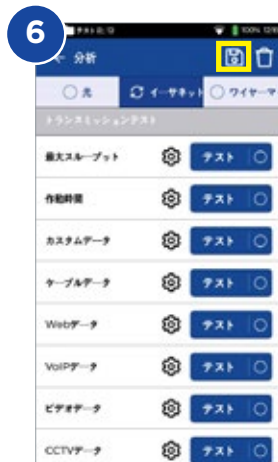 6
100%
← 分析
光
イーサネット
ワイヤーマ
トランスミッションテスト
最大スループット
テスト
作動時間
テスト
カスタムデータ
テスト
ケーブルデータ
テスト
Webデータ
テスト
VoIPデータ
テスト
ビデオデータ
テスト
CCTVデータ
テスト